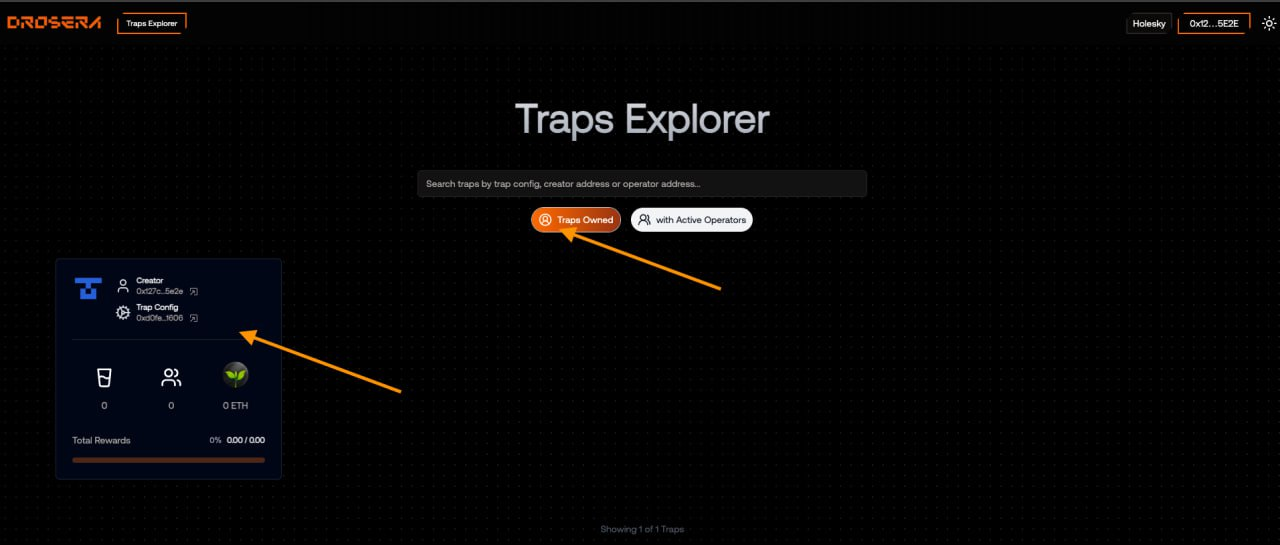 DROSERA
Traps Explorer
Holesky
0x12...5E2E
Traps Explorer
Search traps by trap config, creator address or operator address...
Traps Owned
with Active Operators
Creator
0x127c...5e2e
Trap Config
0xd0fe...1606
0
0
0 ETH
Total Rewards
0% 0.00 / 0.00
Showing 1 of 1 Traps